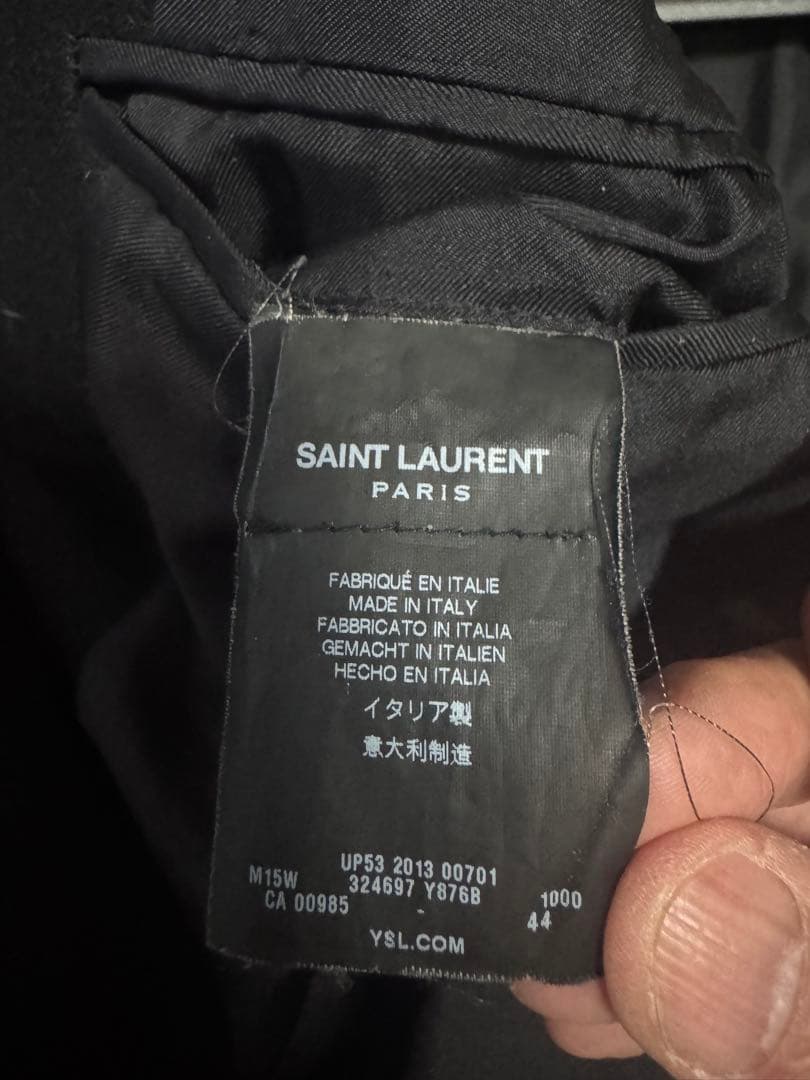 SAINT LAURENT
PARIS
FABRIQUÉ EN ITALIE
MADE IN ITALY
FABBRICATO IN ITALIA
GEMACHT IN ITALIEN
HECHO EN ITALIA
イタリア製
意大利制造
UP53 2013 00701
M15W 324697 Y876B 1000
CA 00985 - 44
YSL.COM